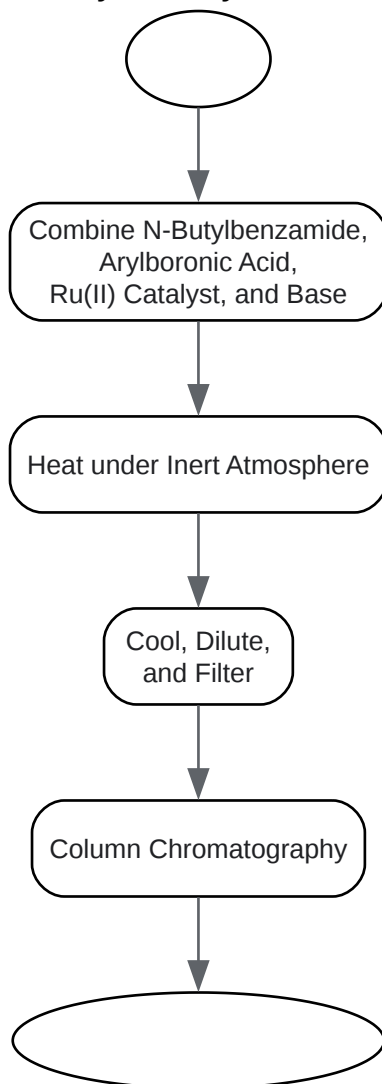 Combine N-Butylbenzamide,
Arylboronic Acid,
Ru(II) Catalyst, and Base
Heat under Inert Atmosphere
Cool, Dilute,
and Filter
Column Chromatography